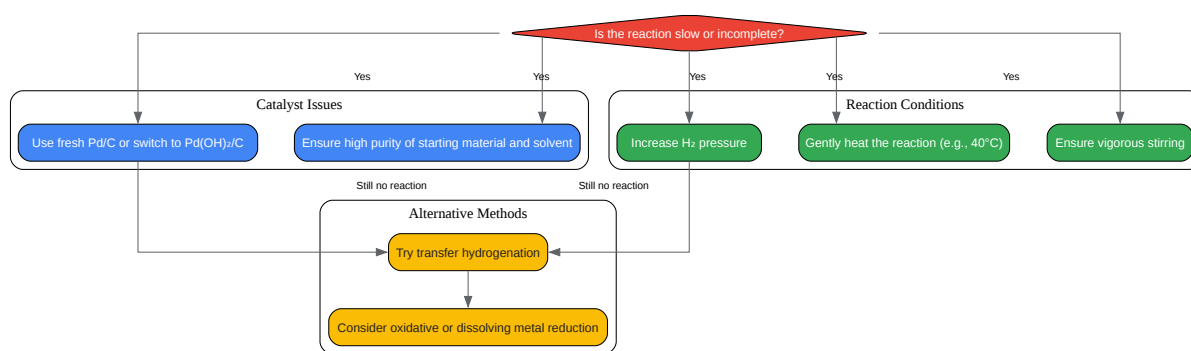 Is the reaction slow or incomplete?
Yes
Yes
Yes
Yes
Yes
Catalyst Issues
Reaction Conditions
Use fresh Pd/C or switch to Pd(OH)₂/C
Ensure high purity of starting material and solvent
Increase H₂ pressure
Gently heat the reaction (e.g., 40°C)
Ensure vigorous stirring
Still no reaction
Still no reaction
Alternative Methods
Try transfer hydrogenation
Consider oxidative or dissolving metal reduction